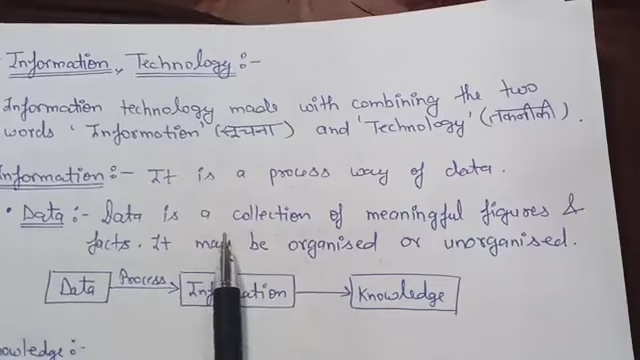 Information, Technology:-
Information technology made with combining the two
words 'Information' (सूचना) and 'Technology' (तकनीकी).
Information:- It is a process way of data.
• Data:- Data is a collection of meaningful figures &
facts. It may be organised or unorganised.
Data Process Information Knowledge
nowledge:-